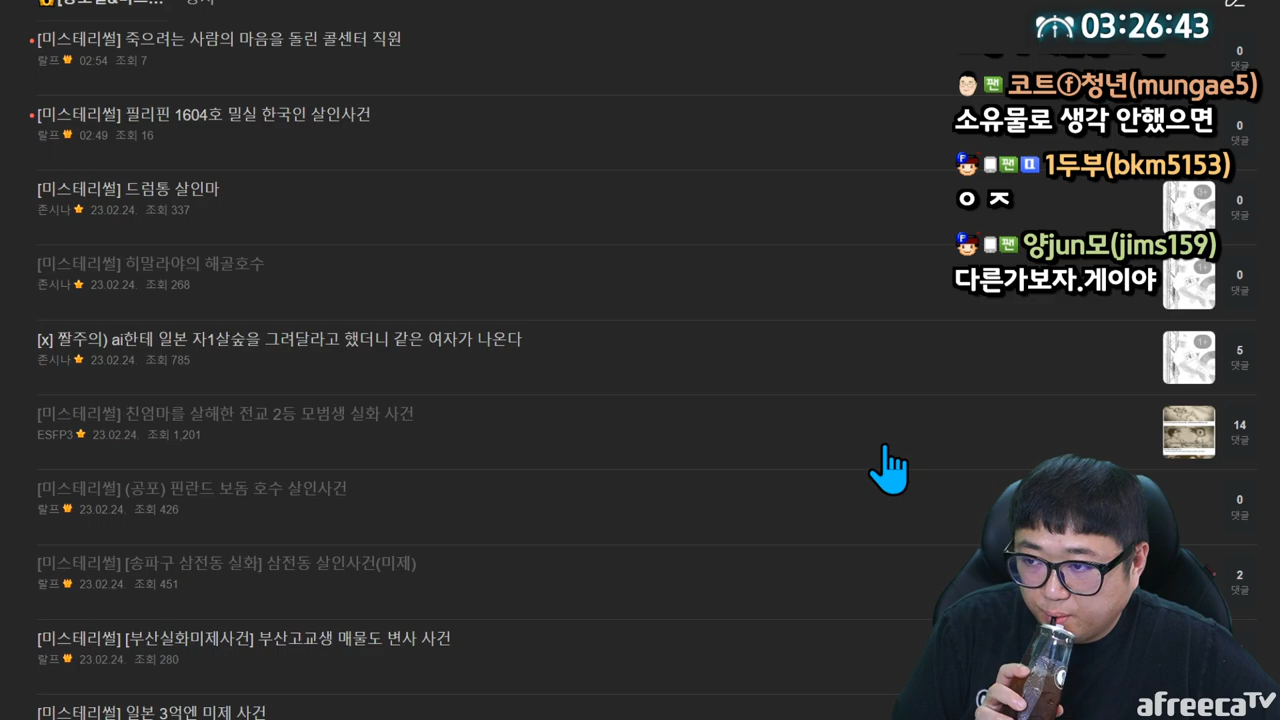 03:26:43
[미스테리썰] 죽으려는 사람의 마음을 돌린 콜센터 직원
랄프 02:54 조회 7
0
댓글
[미스테리썰] 필리핀 1604호 밀실 한국인 살인사건
랄프 02:49 조회 16
0
댓글
[미스테리썰] 드럼통 살인마
존시나 23.02.24. 조회 337
0
댓글
[미스테리썰] 히말라야의 해골호수
존시나 23.02.24. 조회 268
0
댓글
[x] 짤주의) ai한테 일본 자1살숲을 그려달라고 했더니 같은 여자가 나온다
존시나 23.02.24. 조회 785
1+
5
댓글
[미스테리썰] 친엄마를 살해한 전교 2등 모범생 실화 사건
ESFP3 23.02.24. 조회 1,201
14
댓글
[미스테리썰] (공포) 핀란드 보돔 호수 살인사건
랄프 23.02.24. 조회 426
0
댓글
[미스테리썰] [송파구 삼전동 실화] 삼전동 살인사건(미제)
랄프 23.02.24. 조회 451
2
댓글
[미스테리썰] [부산실화미제사건] 부산고교생 매물도 변사 사건
랄프 23.02.24. 조회 280
[미스테리썰] 일본 3억엔 미제 사건
팬 코트ⓕ청년(mungae5)
소유물로 생각 안했으면
팬 1두부(bkm5153)
ㅇ ㅈ
팬 양jun모(jims159)
다른가보자.게이야
afreecaTV